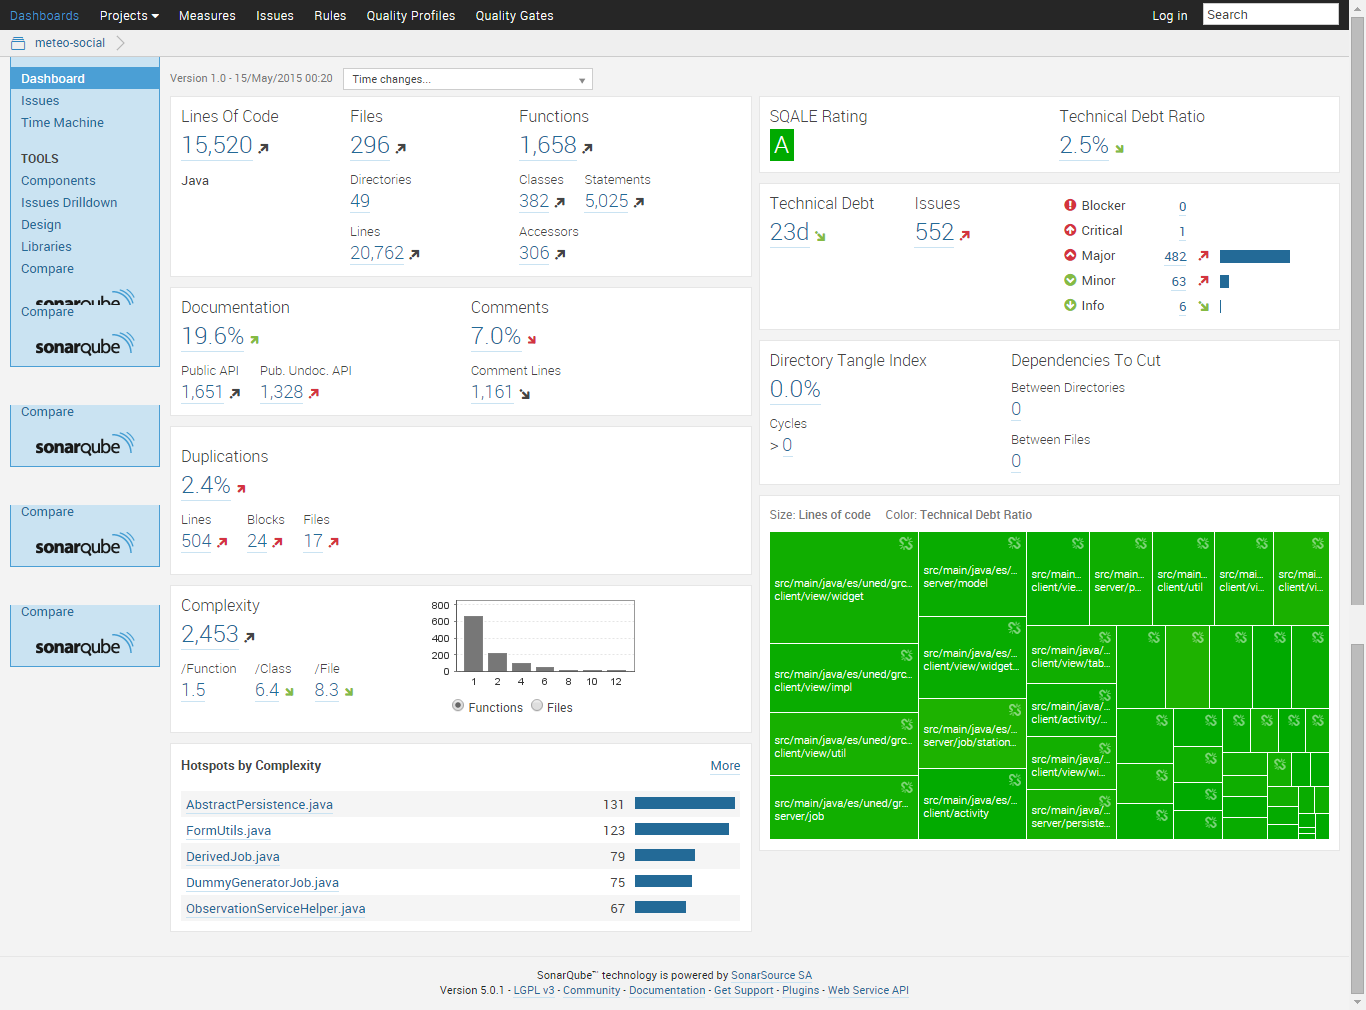 Dashboards Projects Measures Issues Rules Quality Profiles Quality Gates Log in Search
meteo-social
Dashboard
Issues
Time Machine
TOOLS
Components
Issues Drilldown
Design
Libraries
Compare
sonarqube
Compare
sonarqube
Compare
sonarqube
Compare
sonarqube
Compare
sonarqube
Version 1.0 - 15/May/2015 00:20 Time changes...
Lines Of Code Files Functions
15,520 296 1,658
Java Directories Classes Statements
49 382 5,025
Lines Accessors
20,762 306
Documentation Comments
19.6% 7.0%
Public API Pub. Undoc. API Comment Lines
1,651 1,328 1,161
Duplications
2.4%
Lines Blocks Files
504 24 17
Complexity
2,453
/Function /Class /File
1.5 6.4 8.3
800
600
400
200
0
1 2 4 6 8 10 12
Functions Files
Hotspots by Complexity More
AbstractPersistence.java 131
FormUtils.java 123
DerivedJob.java 79
DummyGeneratorJob.java 75
ObservationServiceHelper.java 67
SQALE Rating Technical Debt Ratio
A 2.5%
Technical Debt Issues
23d 552
Blocker 0
Critical 1
Major 482
Minor 63
Info 6
Directory Tangle Index Dependencies To Cut
0.0% Between Directories
0
Cycles Between Files
> 0 0
Size: Lines of code Color: Technical Debt Ratio
src/main/java/es/uned/grc...
client/view/widget
src/main/java/es/uned/grc...
client/view/impl
src/main/java/es/uned/grc...
client/view/util
src/main/java/es/uned/gr...
server/job
src/main/java/es/...
server/model
src/main/java/es/...
client/view/widget...
src/main/java/es/...
server/job/station...
src/main/java/es/...
client/activity
src/main...
client/vie...
src/main...
server/p...
src/main...
client/util
src/mai...
client/vi...
src/mai...
client/vi...
src/main/java/...
client/view/tab...
src/main/java/...
client/activity/...
src/main/java/...
client/view/wi...
src/main/java/...
server/persiste...
SonarQube™ technology is powered by SonarSource SA
Version 5.0.1 - LGPL v3 - Community - Documentation - Get Support - Plugins - Web Service API